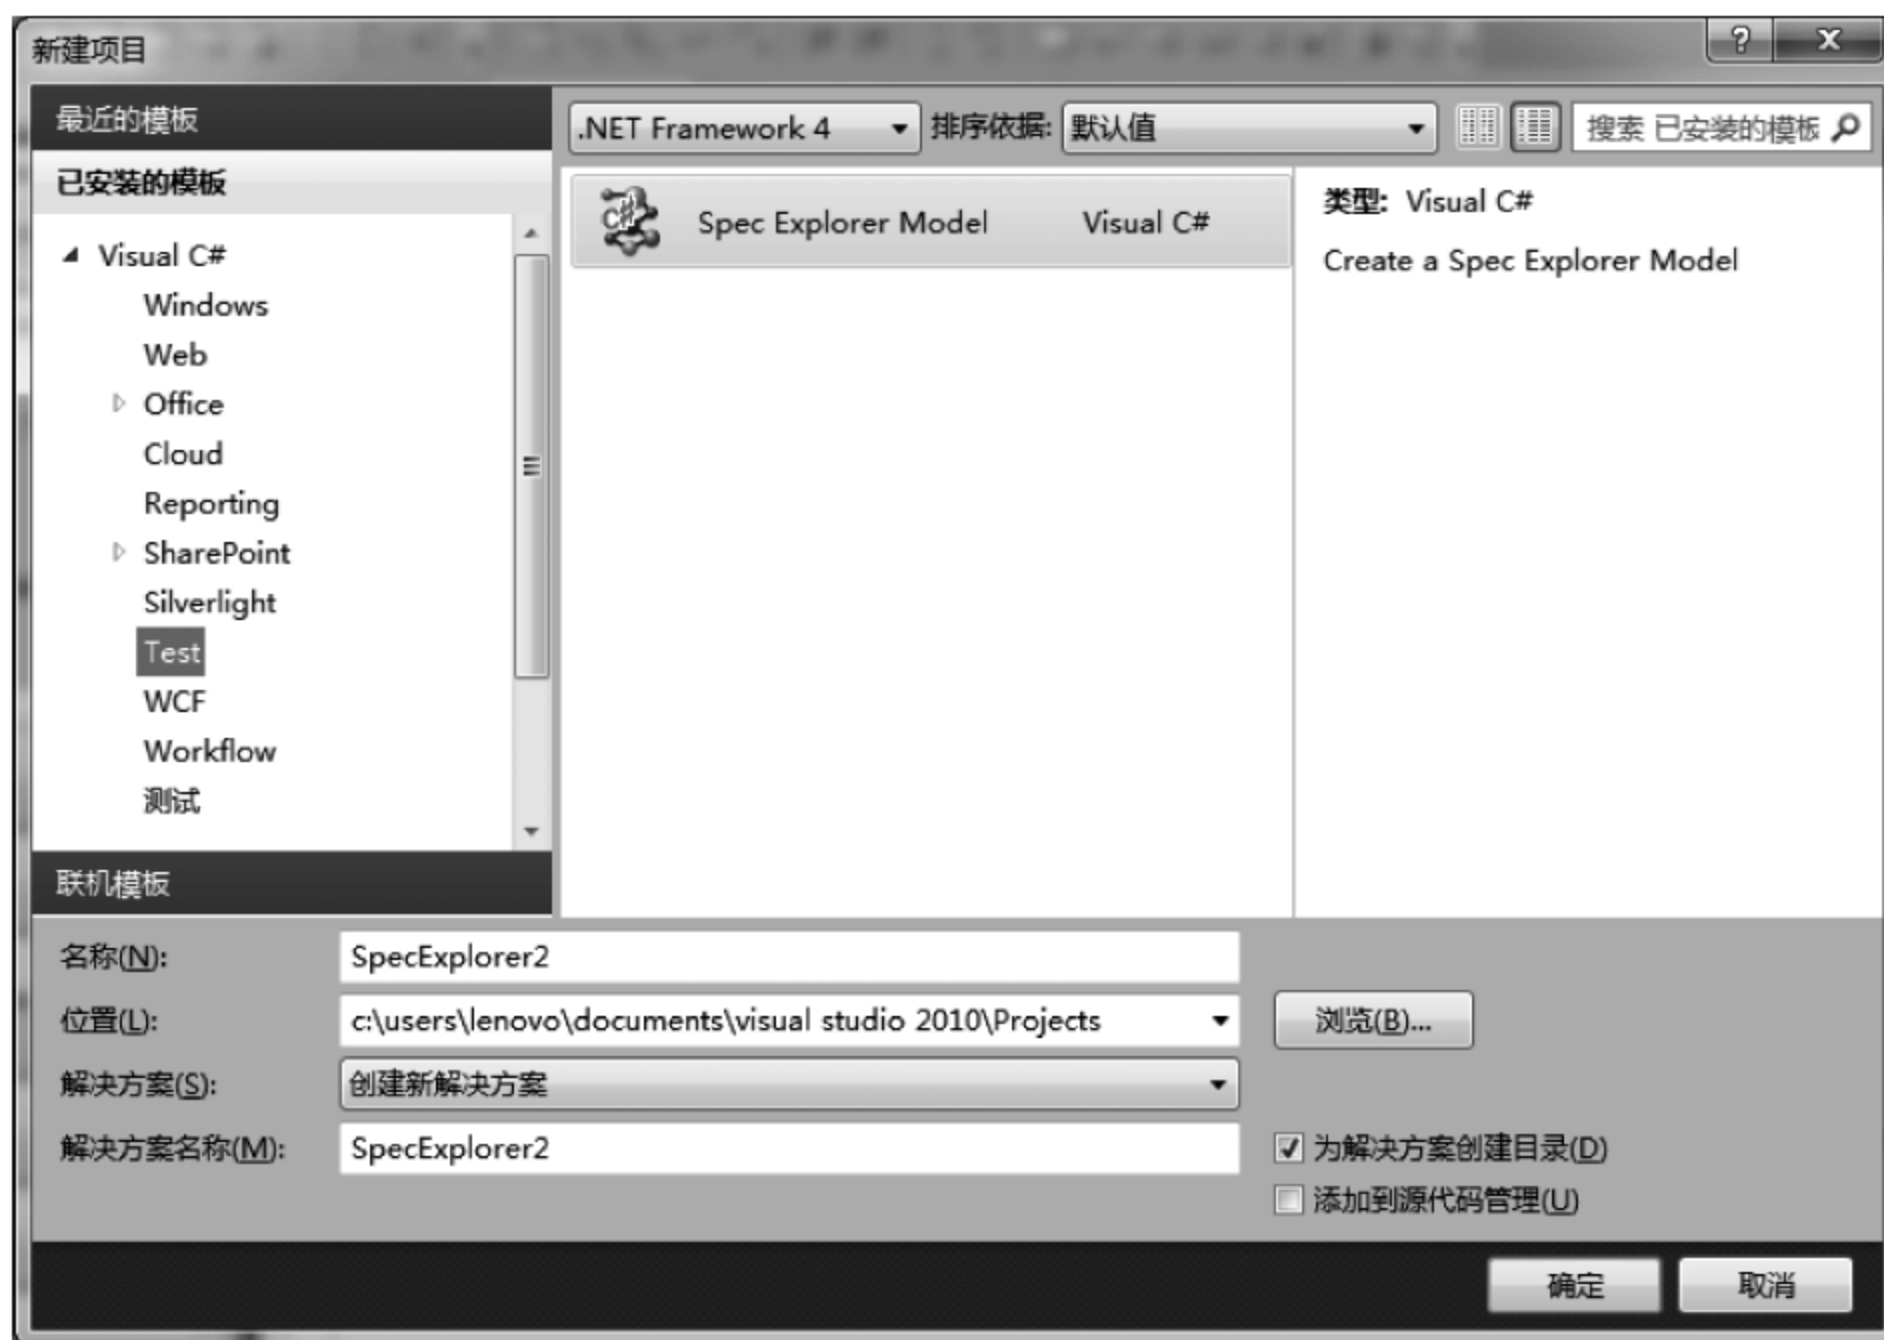 新建项目
最近的模板
.NET Framework 4 排序依据: 默认值 搜索 已安装的模板
已安装的模板
Visual C#
Windows
Web
Office
Cloud
Reporting
SharePoint
Silverlight
Test
WCF
Workflow
测试
联机模板
Spec Explorer Model Visual C#
类型: Visual C#
Create a Spec Explorer Model
名称(N): SpecExplorer2
位置(L): c:\users\lenovo\documents\visual studio 2010\Projects 浏览(B)...
解决方案(S): 创建新解决方案
解决方案名称(M): SpecExplorer2 为解决方案创建目录(D)
添加到源代码管理(U)
确定 取消